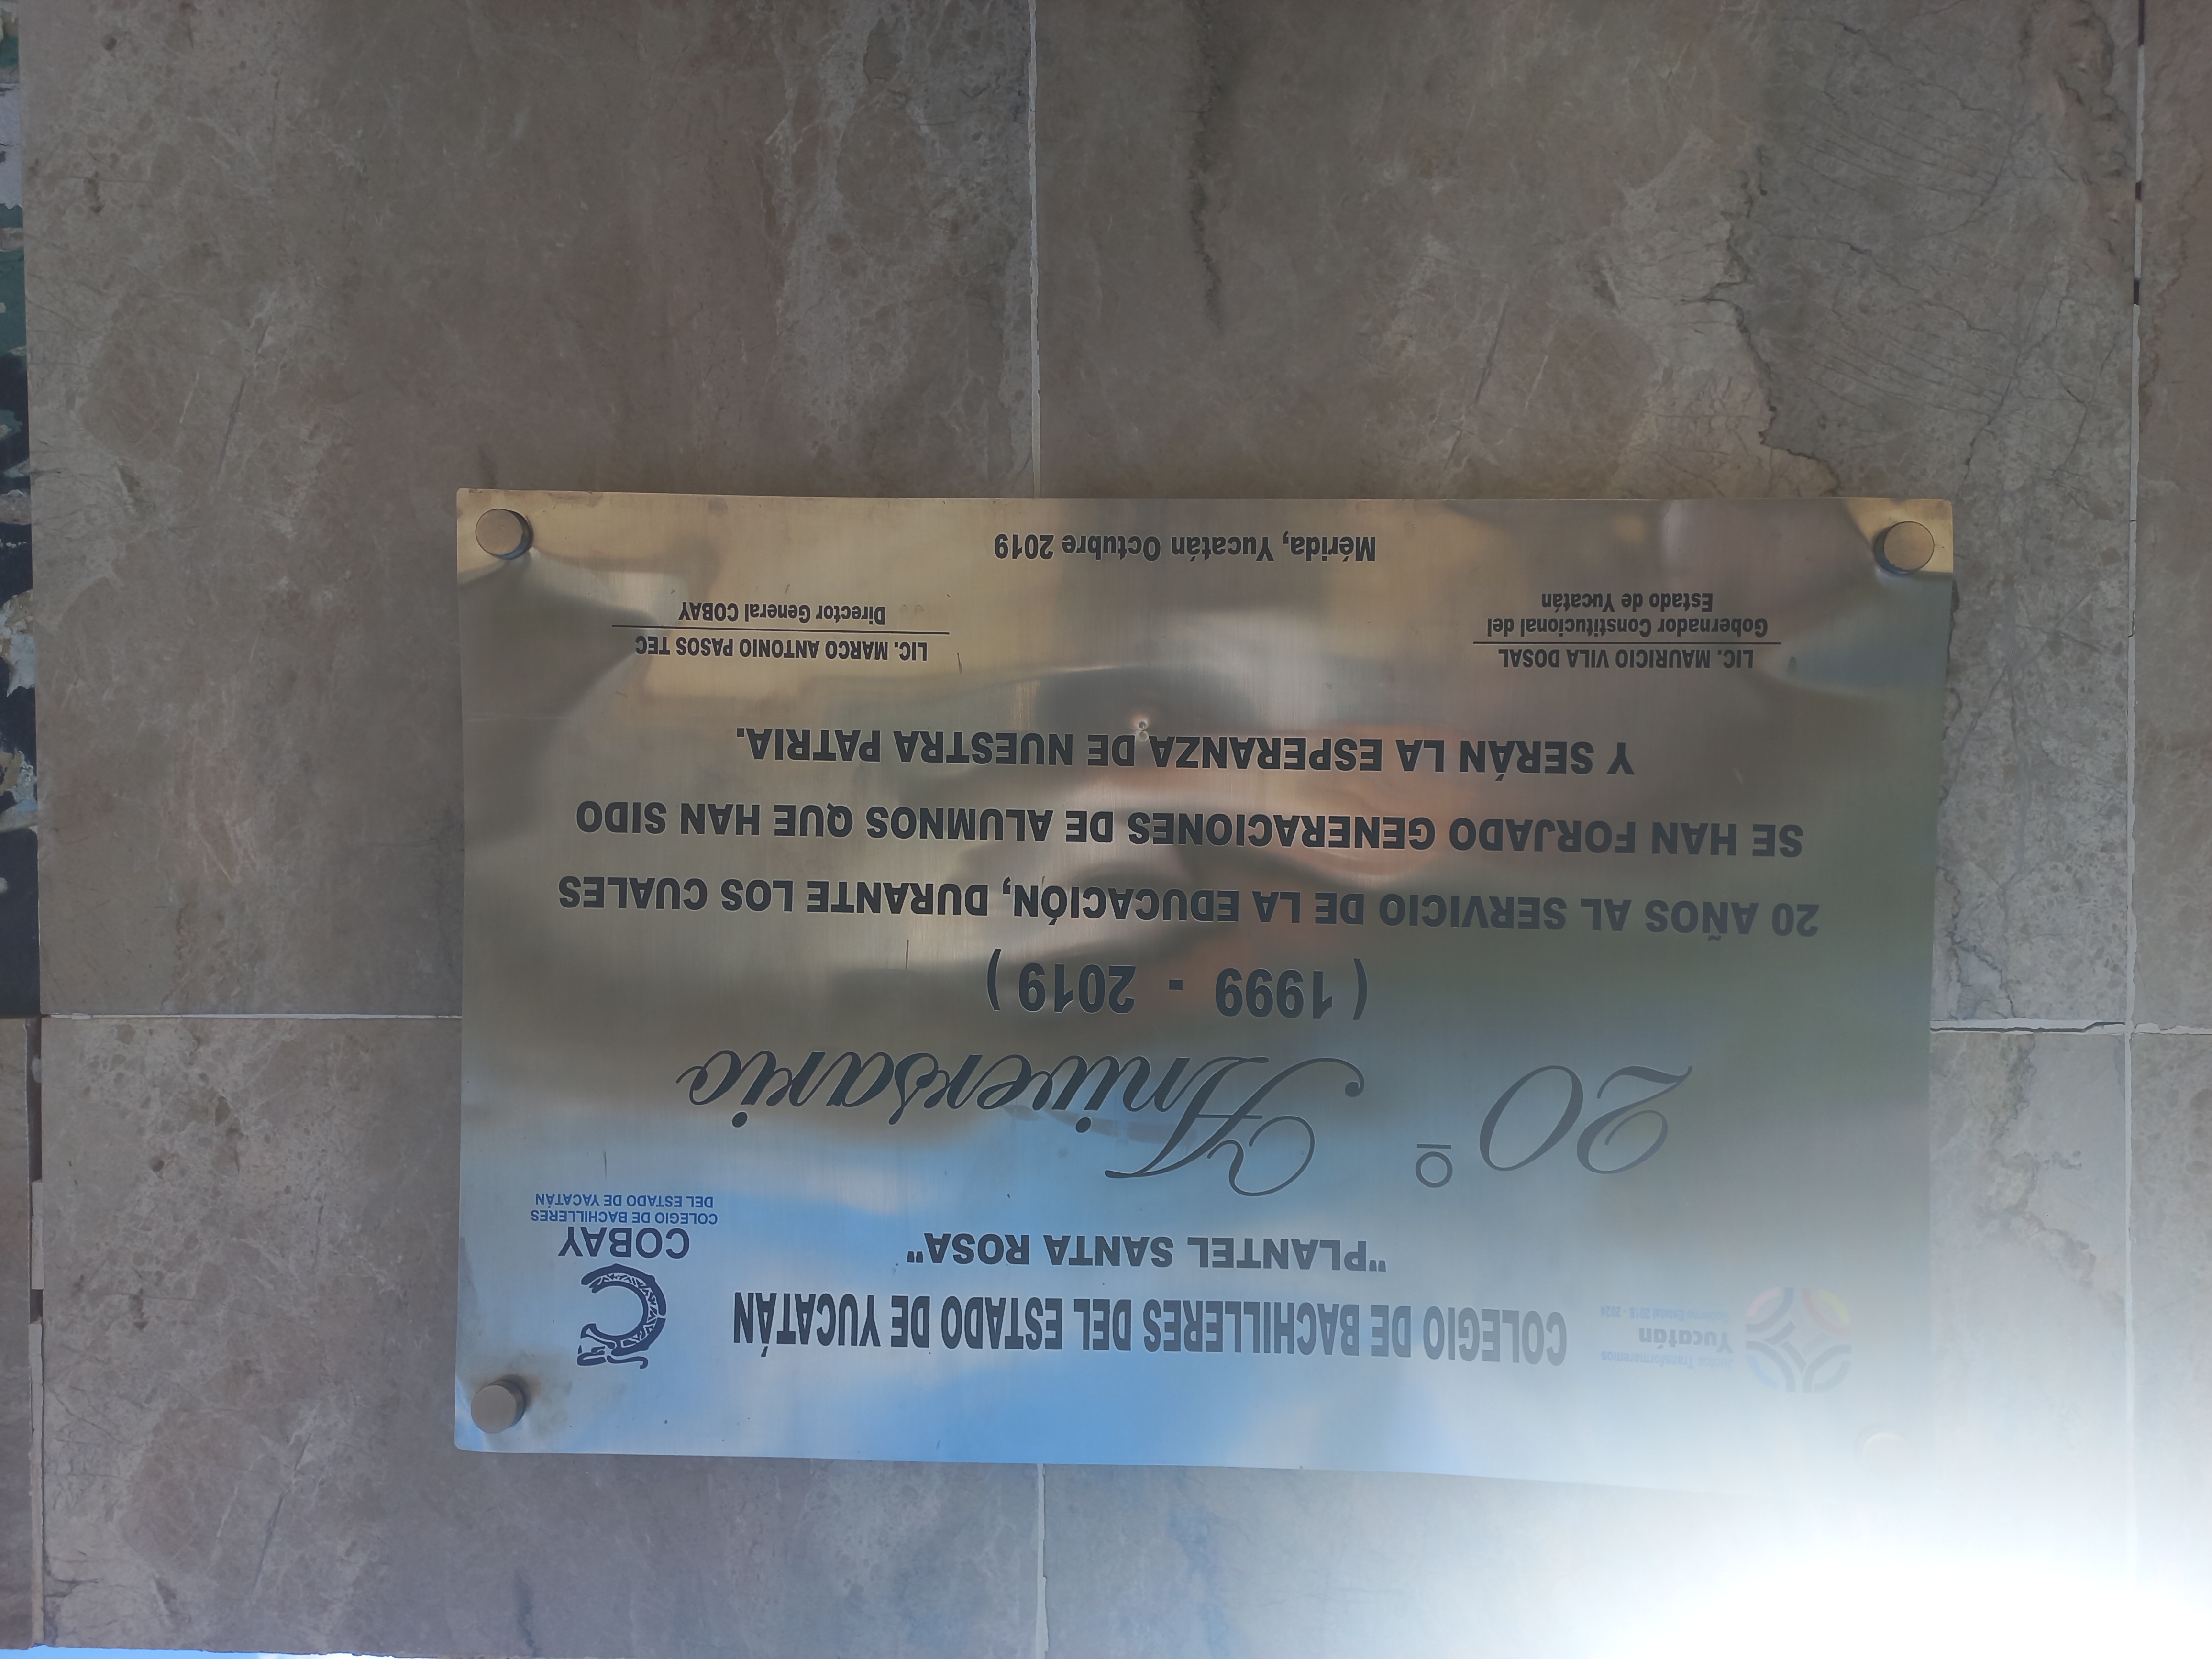 Juntos Transformaremos
Yucatán
Gobierno Estatal 2018 - 2024
COLEGIO DE BACHILLERES DEL ESTADO DE YUCATÁN
"PLANTEL SANTA ROSA"
COBAY
COLEGIO DE BACHILLERES
DEL ESTADO DE YACATÁN
20º Aniversario
( 1999 - 2019 )
20 AÑOS AL SERVICIO DE LA EDUCACIÓN, DURANTE LOS CUALES
SE HAN FORJADO GENERACIONES DE ALUMNOS QUE HAN SIDO
Y SERÁN LA ESPERANZA DE NUESTRA PATRIA.
LIC. MAURICIO VILA DOSAL
Gobernador Constitucional del
Estado de Yucatán
LIC. MARCO ANTONIO PASOS TEC
Director General COBAY
Mérida, Yucatán Octubre 2019